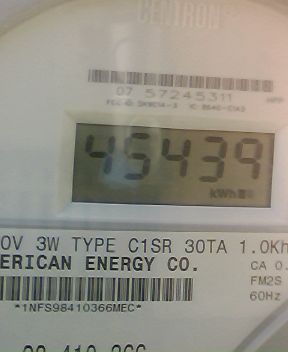 CENTRON
07 57245311
45439
kWh
0V 3W TYPE C1SR 30TA 1.0Kh
ERICAN ENERGY CO.
CA 0.
FM2S
60Hz
*1NFS98410366MEC*